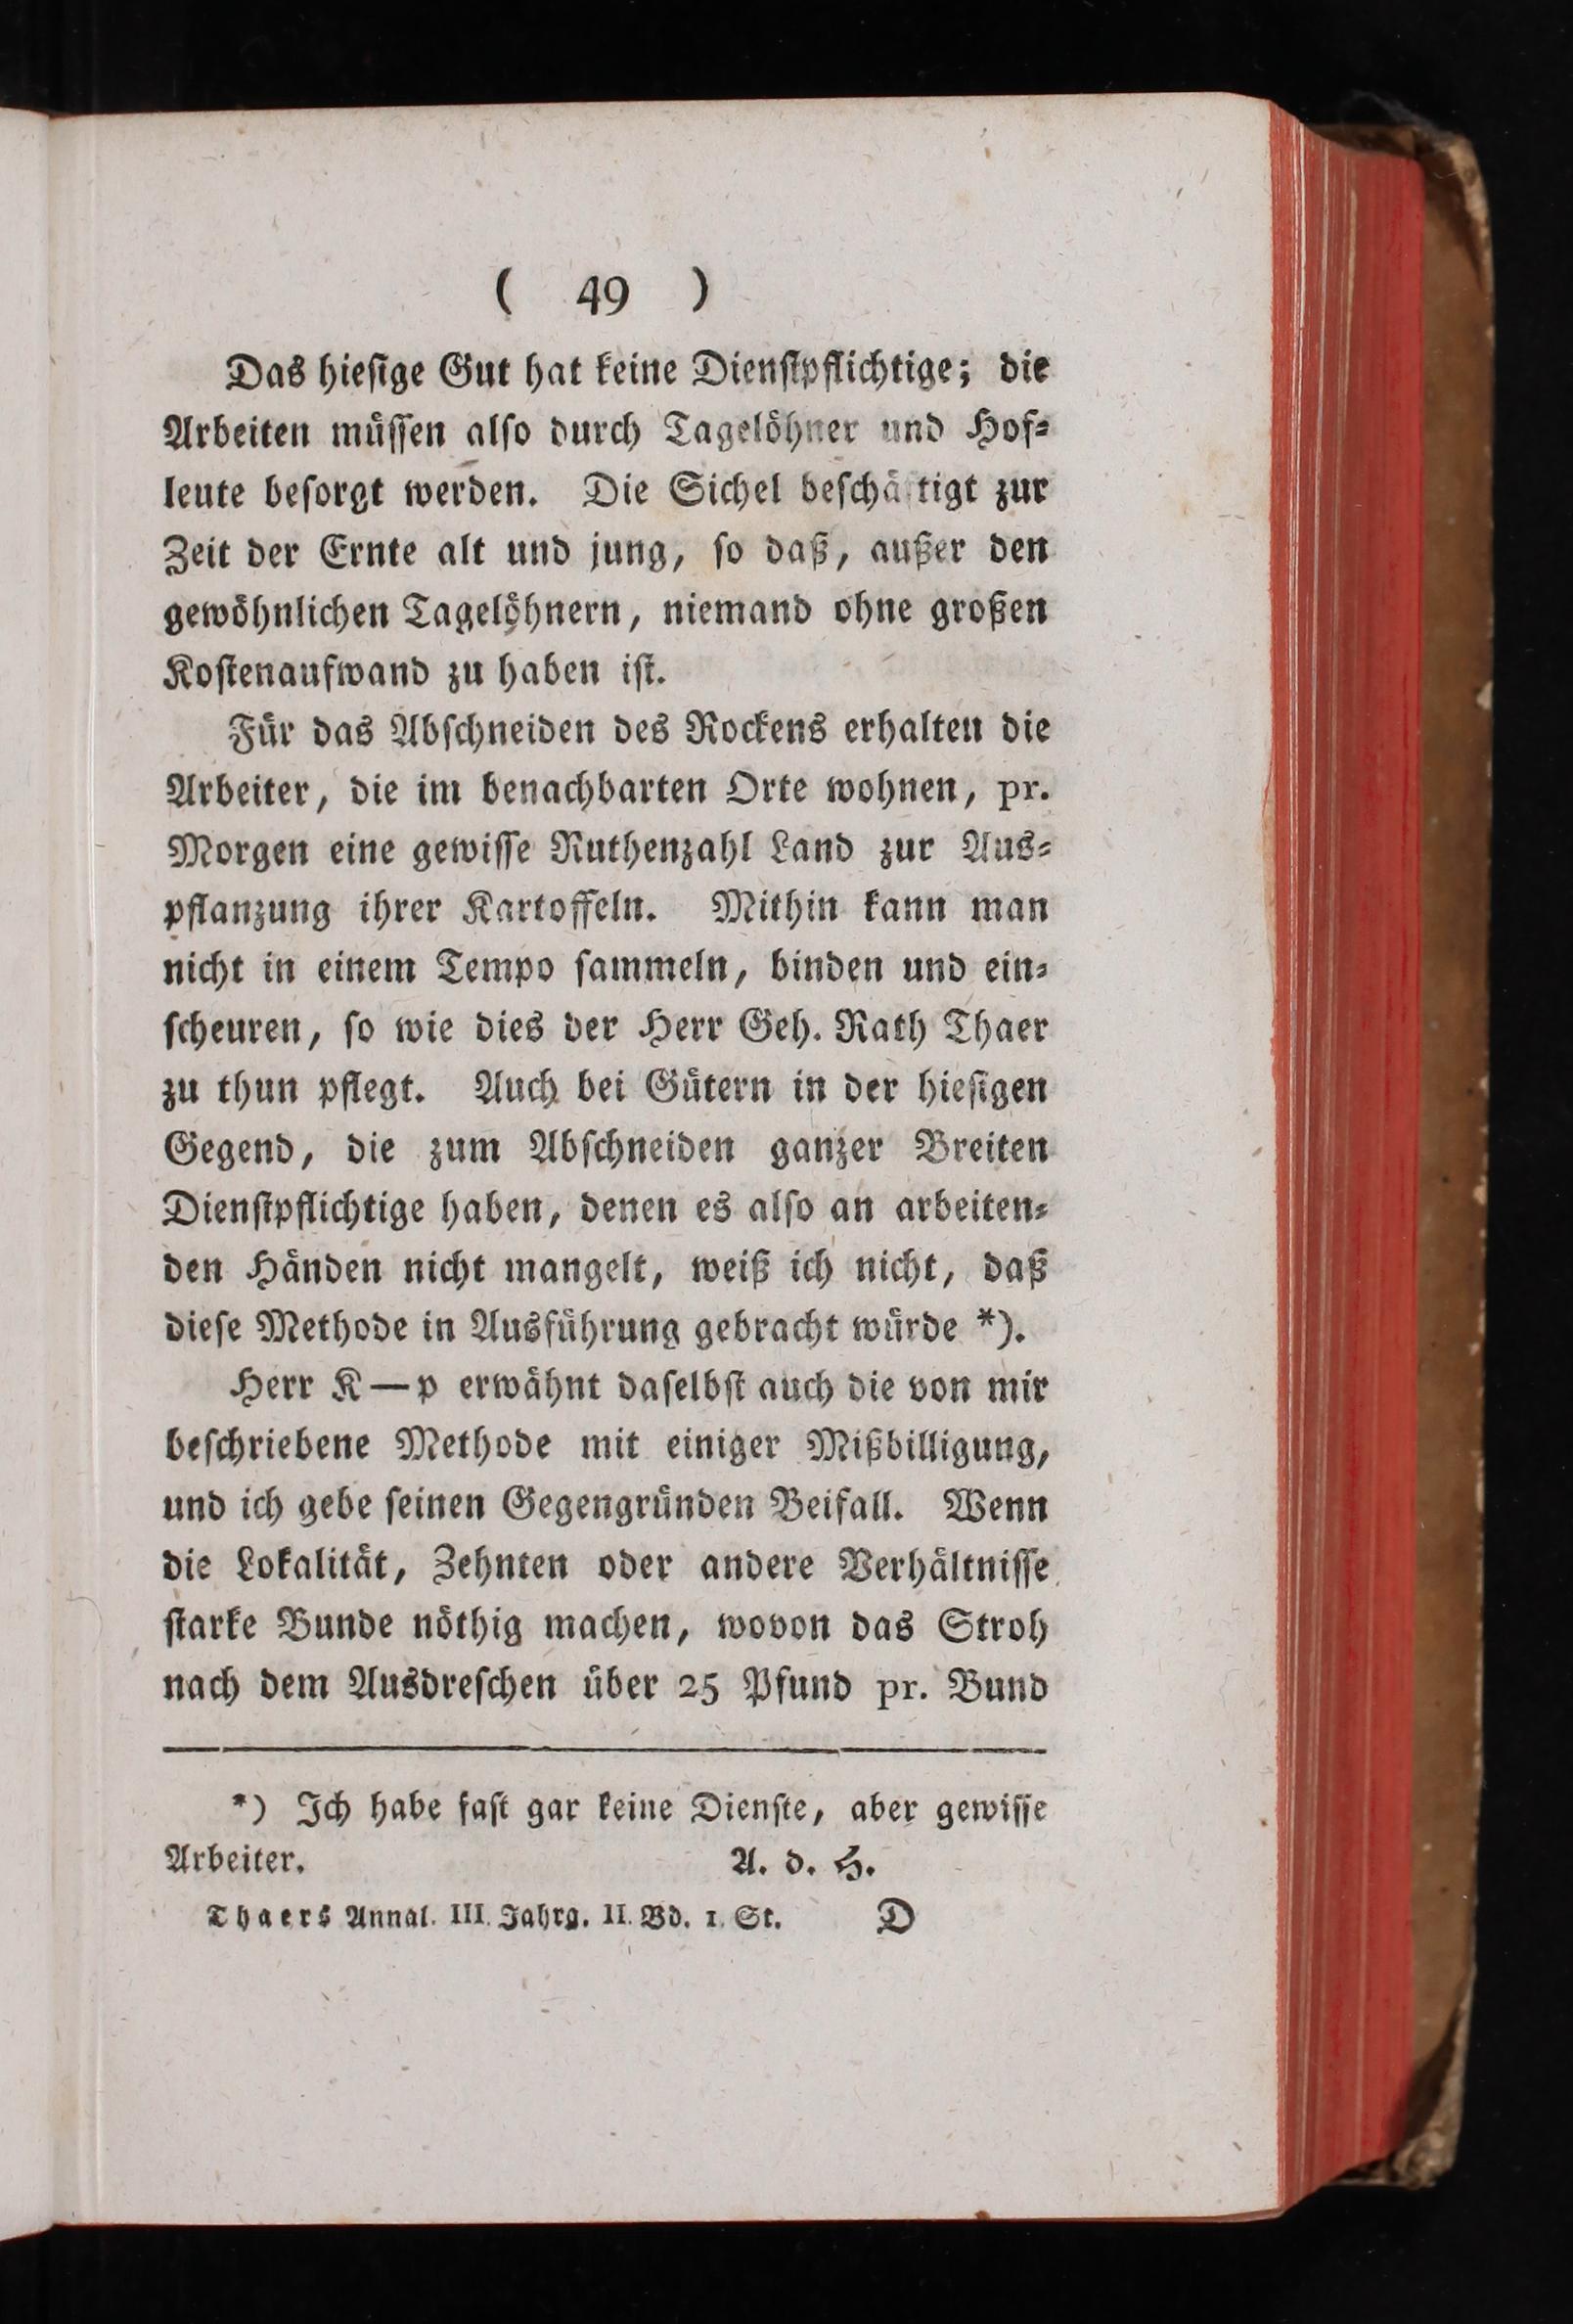 ( 49 )
Das hieſige Gut hat keine Dienſtpflichtige; die
Arbeiten müſſen alſo durch Tagelöhner und Hof⸗
leute beſorgt werden. Die Sichel beſchäftigt zur
Zeit der Ernte alt und jung, ſo daß, außer den
gewöhnlichen Tagelöhnern, niemand ohne großen
Koſtenaufwand zu haben iſt.
Für das Abſchneiden des Rockens erhalten die
Arbeiter, die im benachbarten Orte wohnen, pr.
Morgen eine gewiſſe Ruthenzahl Land zur Aus⸗
pflanzung ihrer Kartoffeln. Mithin kann man
nicht in einem Tempo ſammeln, binden und ein⸗
ſcheuren, ſo wie dies der Herr Geh. Rath Thaer
zu thun pflegt. Auch bei Gütern in der hieſigen
Gegend, die zum Abſchneiden ganzer Breiten
Dienſtpflichtige haben, denen es alſo an arbeiten⸗
den Händen nicht mangelt, weiß ich nicht, daß
dieſe Methode in Ausführung gebracht würde *).
Herr K—p erwähnt daſelbſt auch die von mir
beſchriebene Methode mit einiger Mißbilligung,
und ich gebe ſeinen Gegengründen Beifall. Wenn
die Lokalität, Zehnten oder andere Verhältniſſe
ſtarke Bunde nöthig machen, wovon das Stroh
nach dem Ausdreſchen über 25 Pfund pr. Bund
*) Ich habe faſt gar keine Dienſte, aber gewiſſe
Arbeiter. A. d. H.
Thaers Annal. III. Jahrg. II. Bd. 1. St. D